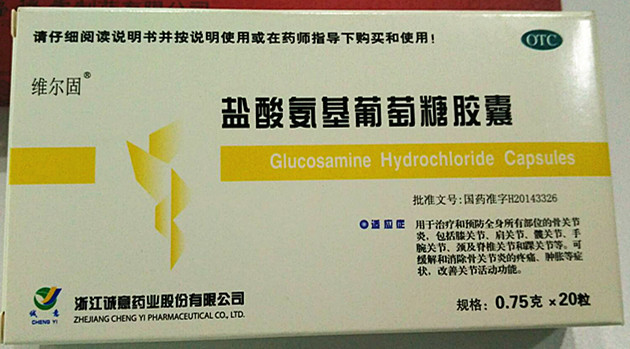 请仔细阅读说明书并按说明使用或在药师指导下购买和使用！
OTC
维尔固®
盐酸氨基葡萄糖胶囊
Glucosamine Hydrochloride Capsules
批准文号：国药准字H20143326
适应症
用于治疗和预防全身所有部位的骨关节
炎，包括膝关节、肩关节、髋关节、手
腕关节、颈及脊椎关节和踝关节等。可
缓解和消除骨关节炎的疼痛、肿胀等症
状，改善关节活动功能。
诚意
CHENG YI
浙江诚意药业股份有限公司
ZHEJIANG CHENG YI PHARMACEUTICAL CO., LTD.
规格：0.75克×20粒